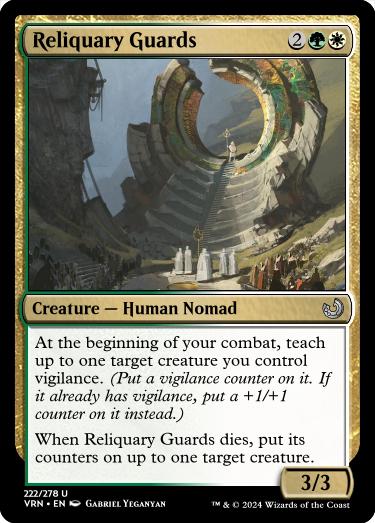 Reliquary Guards 2
Creature — Human Nomad
At the beginning of your combat, teach
up to one target creature you control
vigilance. (Put a vigilance counter on it. If
it already has vigilance, put a +1/+1
counter on it instead.)
When Reliquary Guards dies, put its
counters on up to one target creature.
3/3
222/278 U
VRN • EN Gabriel Yeganyan
™ & © 2024 Wizards of the Coast